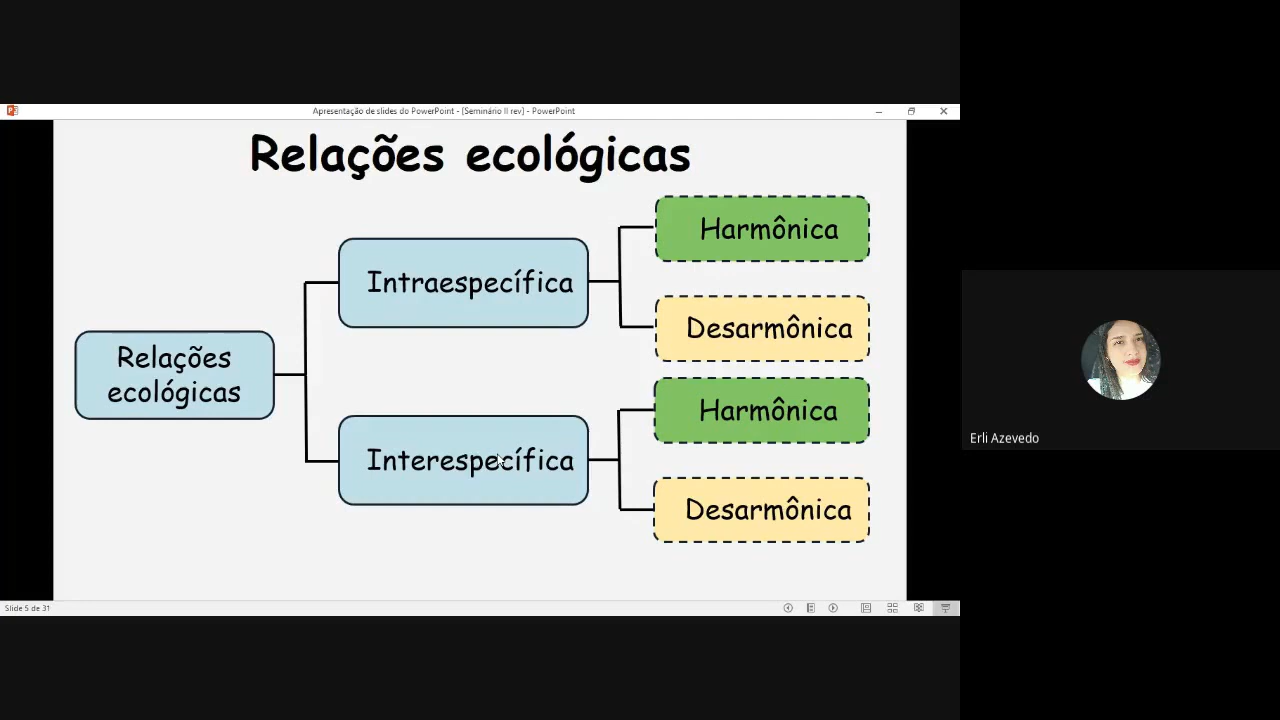 Apresentação de slides do PowerPoint - [Seminário II rev] - PowerPoint
Relações ecológicas
Harmônica
Intraespecífica
Desarmônica
Relações
ecológicas
Harmônica
Interespecífica
Desarmônica
Erli Azevedo
Slide 5 de 31